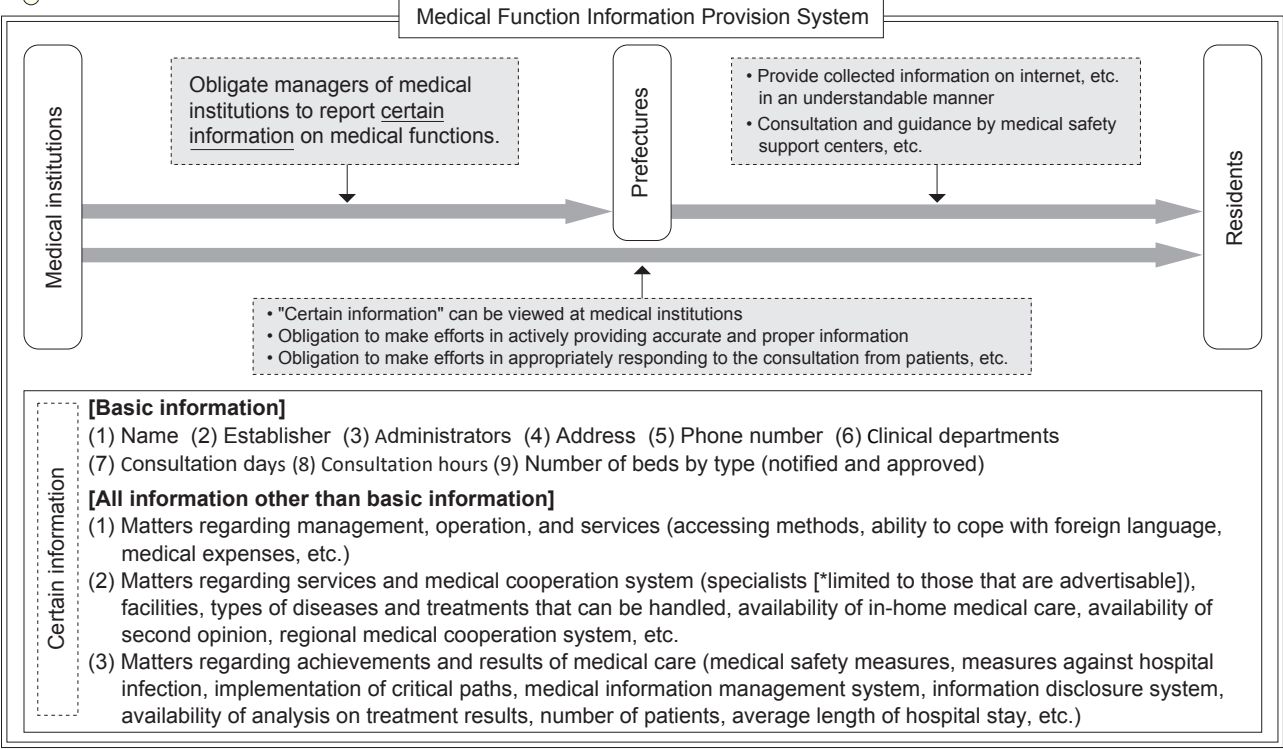 Medical Function Information Provision System
Medical institutions
Obligate managers of medical
institutions to report certain
information on medical functions.
Prefectures
• Provide collected information on internet, etc.
in an understandable manner
• Consultation and guidance by medical safety
support centers, etc.
Residents
• "Certain information" can be viewed at medical institutions
• Obligation to make efforts in actively providing accurate and proper information
• Obligation to make efforts in appropriately responding to the consultation from patients, etc.
Certain information
[Basic information]
(1) Name (2) Establisher (3) Administrators (4) Address (5) Phone number (6) Clinical departments
(7) Consultation days (8) Consultation hours (9) Number of beds by type (notified and approved)
[All information other than basic information]
(1) Matters regarding management, operation, and services (accessing methods, ability to cope with foreign language,
medical expenses, etc.)
(2) Matters regarding services and medical cooperation system (specialists [*limited to those that are advertisable]),
facilities, types of diseases and treatments that can be handled, availability of in-home medical care, availability of
second opinion, regional medical cooperation system, etc.
(3) Matters regarding achievements and results of medical care (medical safety measures, measures against hospital
infection, implementation of critical paths, medical information management system, information disclosure system,
availability of analysis on treatment results, number of patients, average length of hospital stay, etc.)